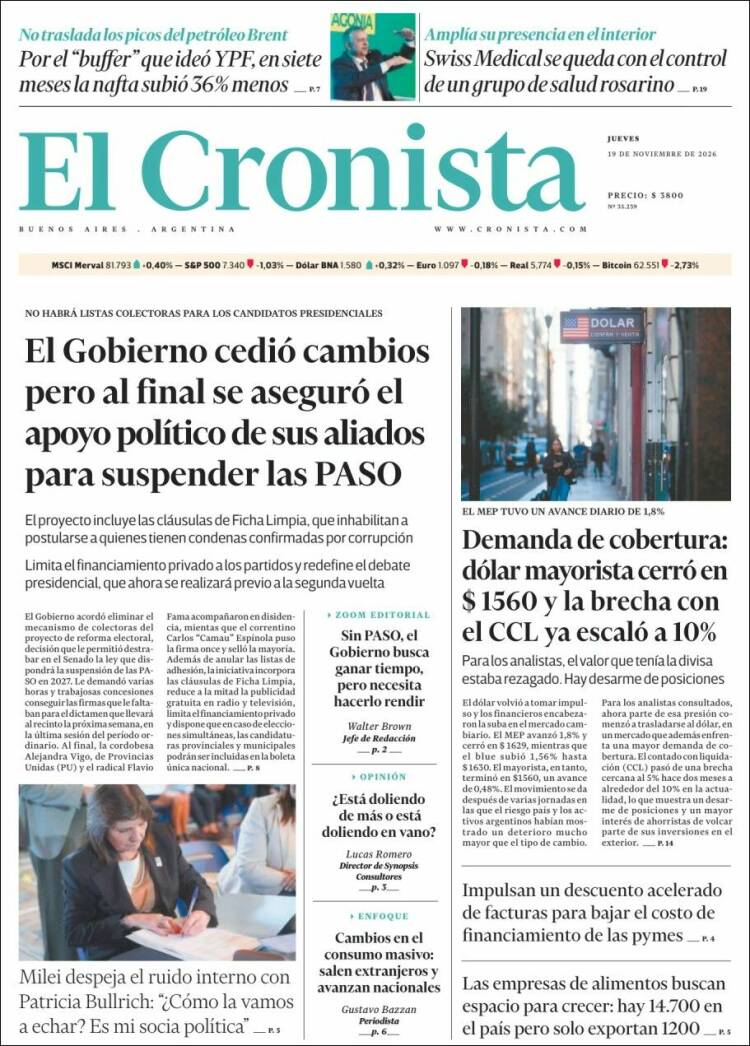 No traslada los picos del petróleo Brent
Por el “buffer” que ideó YPF, en siete
meses la nafta subió 36% menos __ P.7
AGONIA
Amplía su presencia en el interior
Swiss Medical se queda con el control
de un grupo de salud rosarino __ P.19
El Cronista
BUENOS AIRES . ARGENTINA
WWW.CRONISTA.COM
JUEVES
19 DE NOVIEMBRE DE 2026
PRECIO: $ 3800
Nº 35.239
MSCI Merval 81.793 +0,40% — S&P 500 7.340 -1,03% — Dólar BNA 1.580 +0,32% — Euro 1.097 -0,18% — Real 5,774 -0,15% — Bitcoin 62.551 -2,73%
NO HABRÁ LISTAS COLECTORAS PARA LOS CANDIDATOS PRESIDENCIALES
El Gobierno cedió cambios
pero al final se aseguró el
apoyo político de sus aliados
para suspender las PASO
El proyecto incluye las cláusulas de Ficha Limpia, que inhabilitan a
postularse a quienes tienen condenas confirmadas por corrupción
Limita el financiamiento privado a los partidos y redefine el debate
presidencial, que ahora se realizará previo a la segunda vuelta
El Gobierno acordó eliminar el
mecanismo de colectoras del
proyecto de reforma electoral,
decisión que le permitió destra-
bar en el Senado la ley que dis-
pondrá la suspensión de las PA-
SO en 2027. Le demandó varias
horas y trabajosas concesiones
conseguir las firmas que le falta-
ban para el dictamen que llevará
al recinto la próxima semana, en
la última sesión del período or-
dinario. Al final, la cordobesa
Alejandra Vigo, de Provincias
Unidas (PU) y el radical Flavio
Fama acompañaron en disiden-
cia, mientas que el correntino
Carlos “Camau” Espínola puso
la firma once y selló la mayoría.
Además de anular las listas de
adhesión, la iniciativa incorpora
las cláusulas de Ficha Limpia,
reduce a la mitad la publicidad
gratuita en radio y televisión,
limita el financiamiento privado
y dispone que en caso de eleccio-
nes simultáneas, las candidatu-
ras provinciales y municipales
podrán ser incluidas en la boleta
única nacional. __ P. 8
Milei despeja el ruido interno con
Patricia Bullrich: “¿Cómo la vamos
a echar? Es mi socia política” __ P. 5
ZOOM EDITORIAL
Sin PASO, el
Gobierno busca
ganar tiempo,
pero necesita
hacerlo rendir
Walter Brown
Jefe de Redacción
__p. 2__
OPINIÓN
¿Está doliendo
de más o está
doliendo en vano?
Lucas Romero
Director de Synopsis
Consultores
__p. 3__
ENFOQUE
Cambios en el
consumo masivo:
salen extranjeros y
avanzan nacionales
Gustavo Bazzan
Periodista
__p. 6__
DOLAR
COMPRA Y VENTA
EL MEP TUVO UN AVANCE DIARIO DE 1,8%
Demanda de cobertura:
dólar mayorista cerró en
$ 1560 y la brecha con
el CCL ya escaló a 10%
Para los analistas, el valor que tenía la divisa
estaba rezagado. Hay desarme de posiciones
El dólar volvió a tomar impul-
so y los financieros encabeza-
ron la suba en el mercado cam-
biario. El MEP avanzó 1,8% y
cerró en $ 1629, mientras que
el blue subió 1,56% hasta
$1630. El mayorista, en tanto,
terminó en $1560, un avance
de 0,48%. El movimiento se da
después de varias jornadas en
las que el riesgo país y los ac-
tivos argentinos habían mos-
trado un deterioro mucho
mayor que el tipo de cambio.
Para los analistas consultados,
ahora parte de esa presión co-
menzó a trasladarse al dólar, en
un mercado que además enfren-
ta una mayor demanda de co-
bertura. El contado con liquida-
ción (CCL) pasó de una brecha
cercana al 5% hace dos meses a
alrededor del 10% en la actuali-
dad, lo que muestra un desar-
me de posiciones y un mayor
interés de ahorristas de volcar
parte de sus inversiones en el
exterior. __ P. 14
Impulsan un descuento acelerado
de facturas para bajar el costo de
financiamiento de las pymes __ P. 4
Las empresas de alimentos buscan
espacio para crecer: hay 14.700 en
el país pero solo exportan 1200 __ P. 5